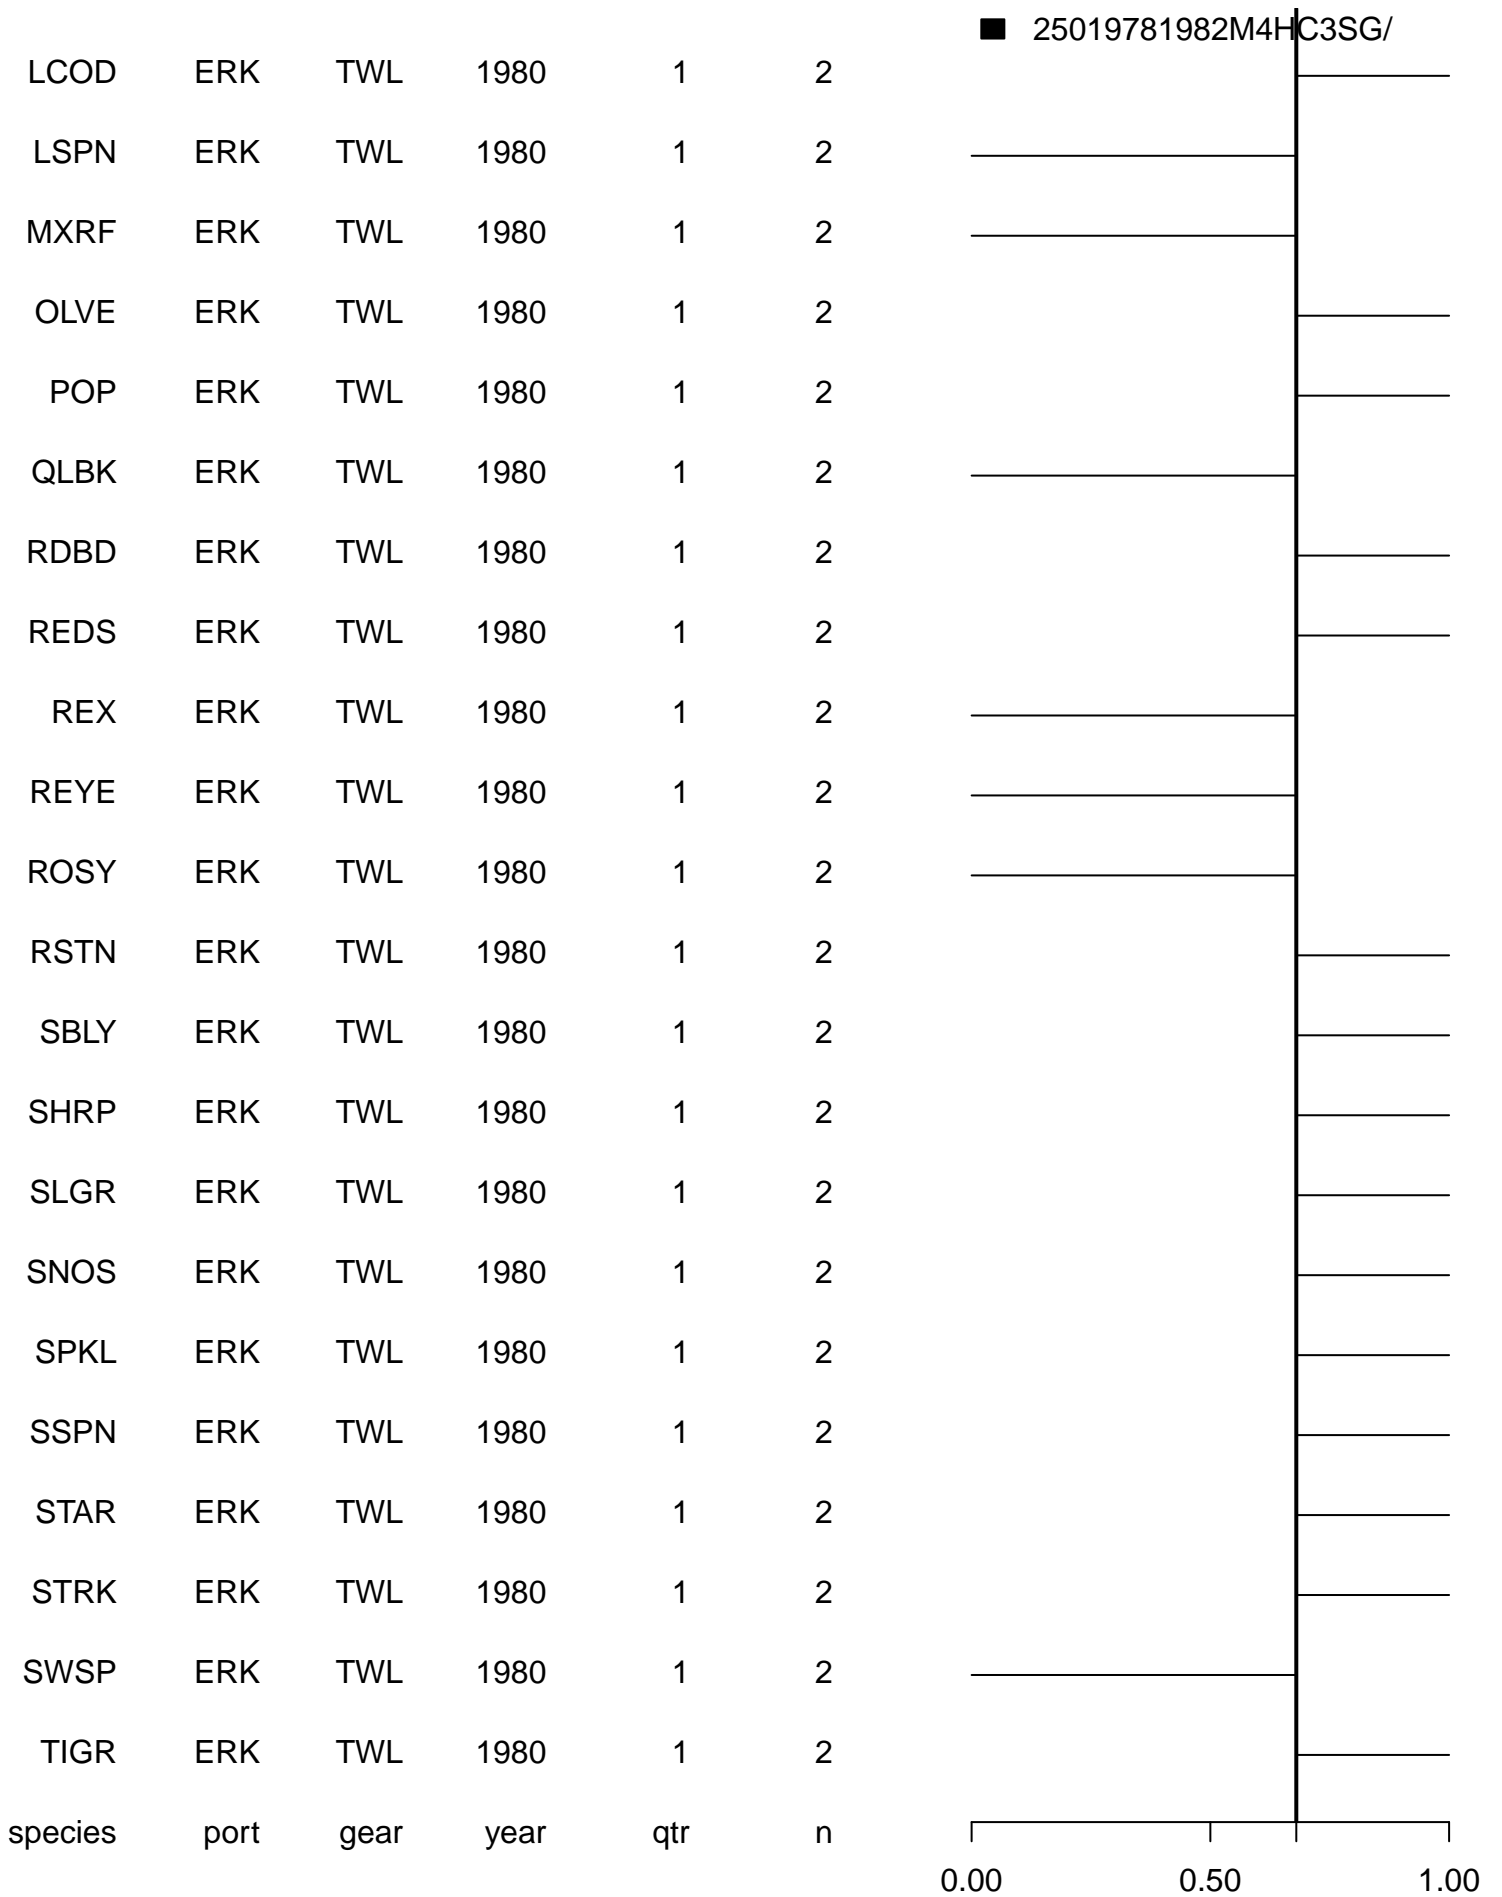 25019781982M4HC3SG/
LCOD ERK TWL 1980 1 2
LSPN ERK TWL 1980 1 2
MXRF ERK TWL 1980 1 2
OLVE ERK TWL 1980 1 2
POP ERK TWL 1980 1 2
QLBK ERK TWL 1980 1 2
RDBD ERK TWL 1980 1 2
REDS ERK TWL 1980 1 2
REX ERK TWL 1980 1 2
REYE ERK TWL 1980 1 2
ROSY ERK TWL 1980 1 2
RSTN ERK TWL 1980 1 2
SBLY ERK TWL 1980 1 2
SHRP ERK TWL 1980 1 2
SLGR ERK TWL 1980 1 2
SNOS ERK TWL 1980 1 2
SPKL ERK TWL 1980 1 2
SSPN ERK TWL 1980 1 2
STAR ERK TWL 1980 1 2
STRK ERK TWL 1980 1 2
SWSP ERK TWL 1980 1 2
TIGR ERK TWL 1980 1 2
species port gear year qtr n
0.00 0.50 1.00